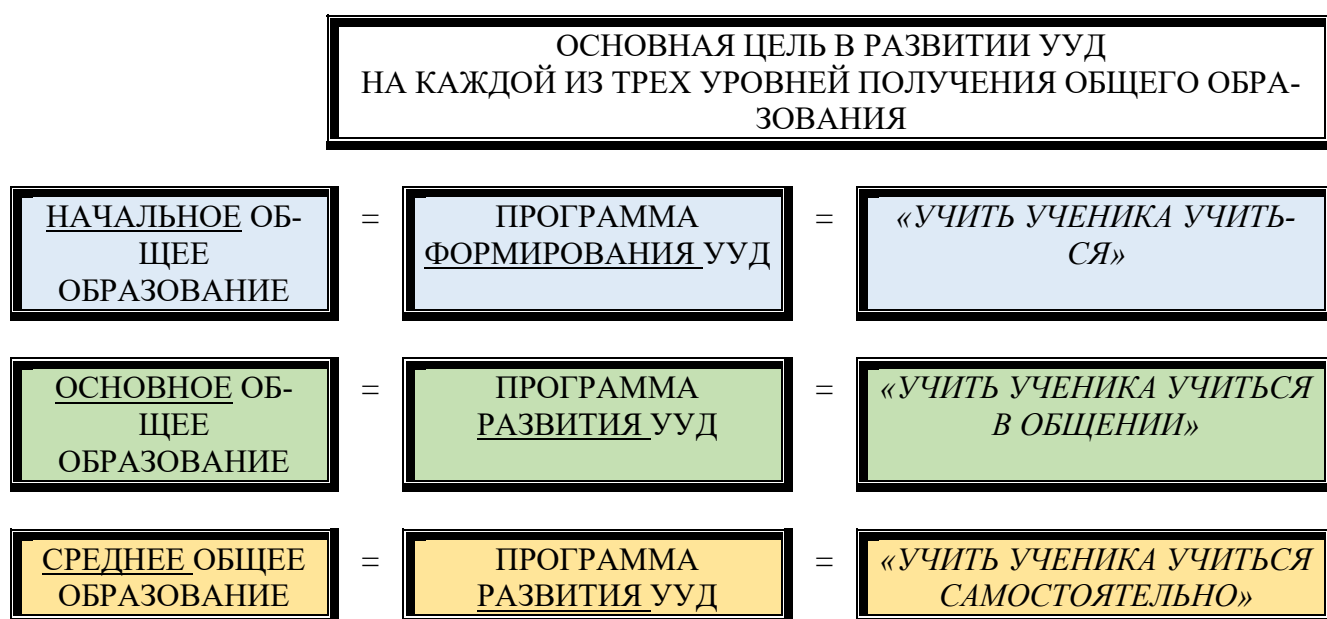 ОСНОВНАЯ ЦЕЛЬ В РАЗВИТИИ УУД
НА КАЖДОЙ ИЗ ТРЕХ УРОВНЕЙ ПОЛУЧЕНИЯ ОБЩЕГО ОБРА-
ЗОВАНИЯ
НАЧАЛЬНОЕ ОБ-
ЩЕЕ
ОБРАЗОВАНИЕ
=
ПРОГРАММА
ФОРМИРОВАНИЯ УУД
=
«УЧИТЬ УЧЕНИКА УЧИТЬ-
СЯ»
ОСНОВНОЕ ОБ-
ЩЕЕ
ОБРАЗОВАНИЕ
=
ПРОГРАММА
РАЗВИТИЯ УУД
=
«УЧИТЬ УЧЕНИКА УЧИТЬСЯ
В ОБЩЕНИИ»
СРЕДНЕЕ ОБЩЕЕ
ОБРАЗОВАНИЕ
=
ПРОГРАММА
РАЗВИТИЯ УУД
=
«УЧИТЬ УЧЕНИКА УЧИТЬСЯ
САМОСТОЯТЕЛЬНО»